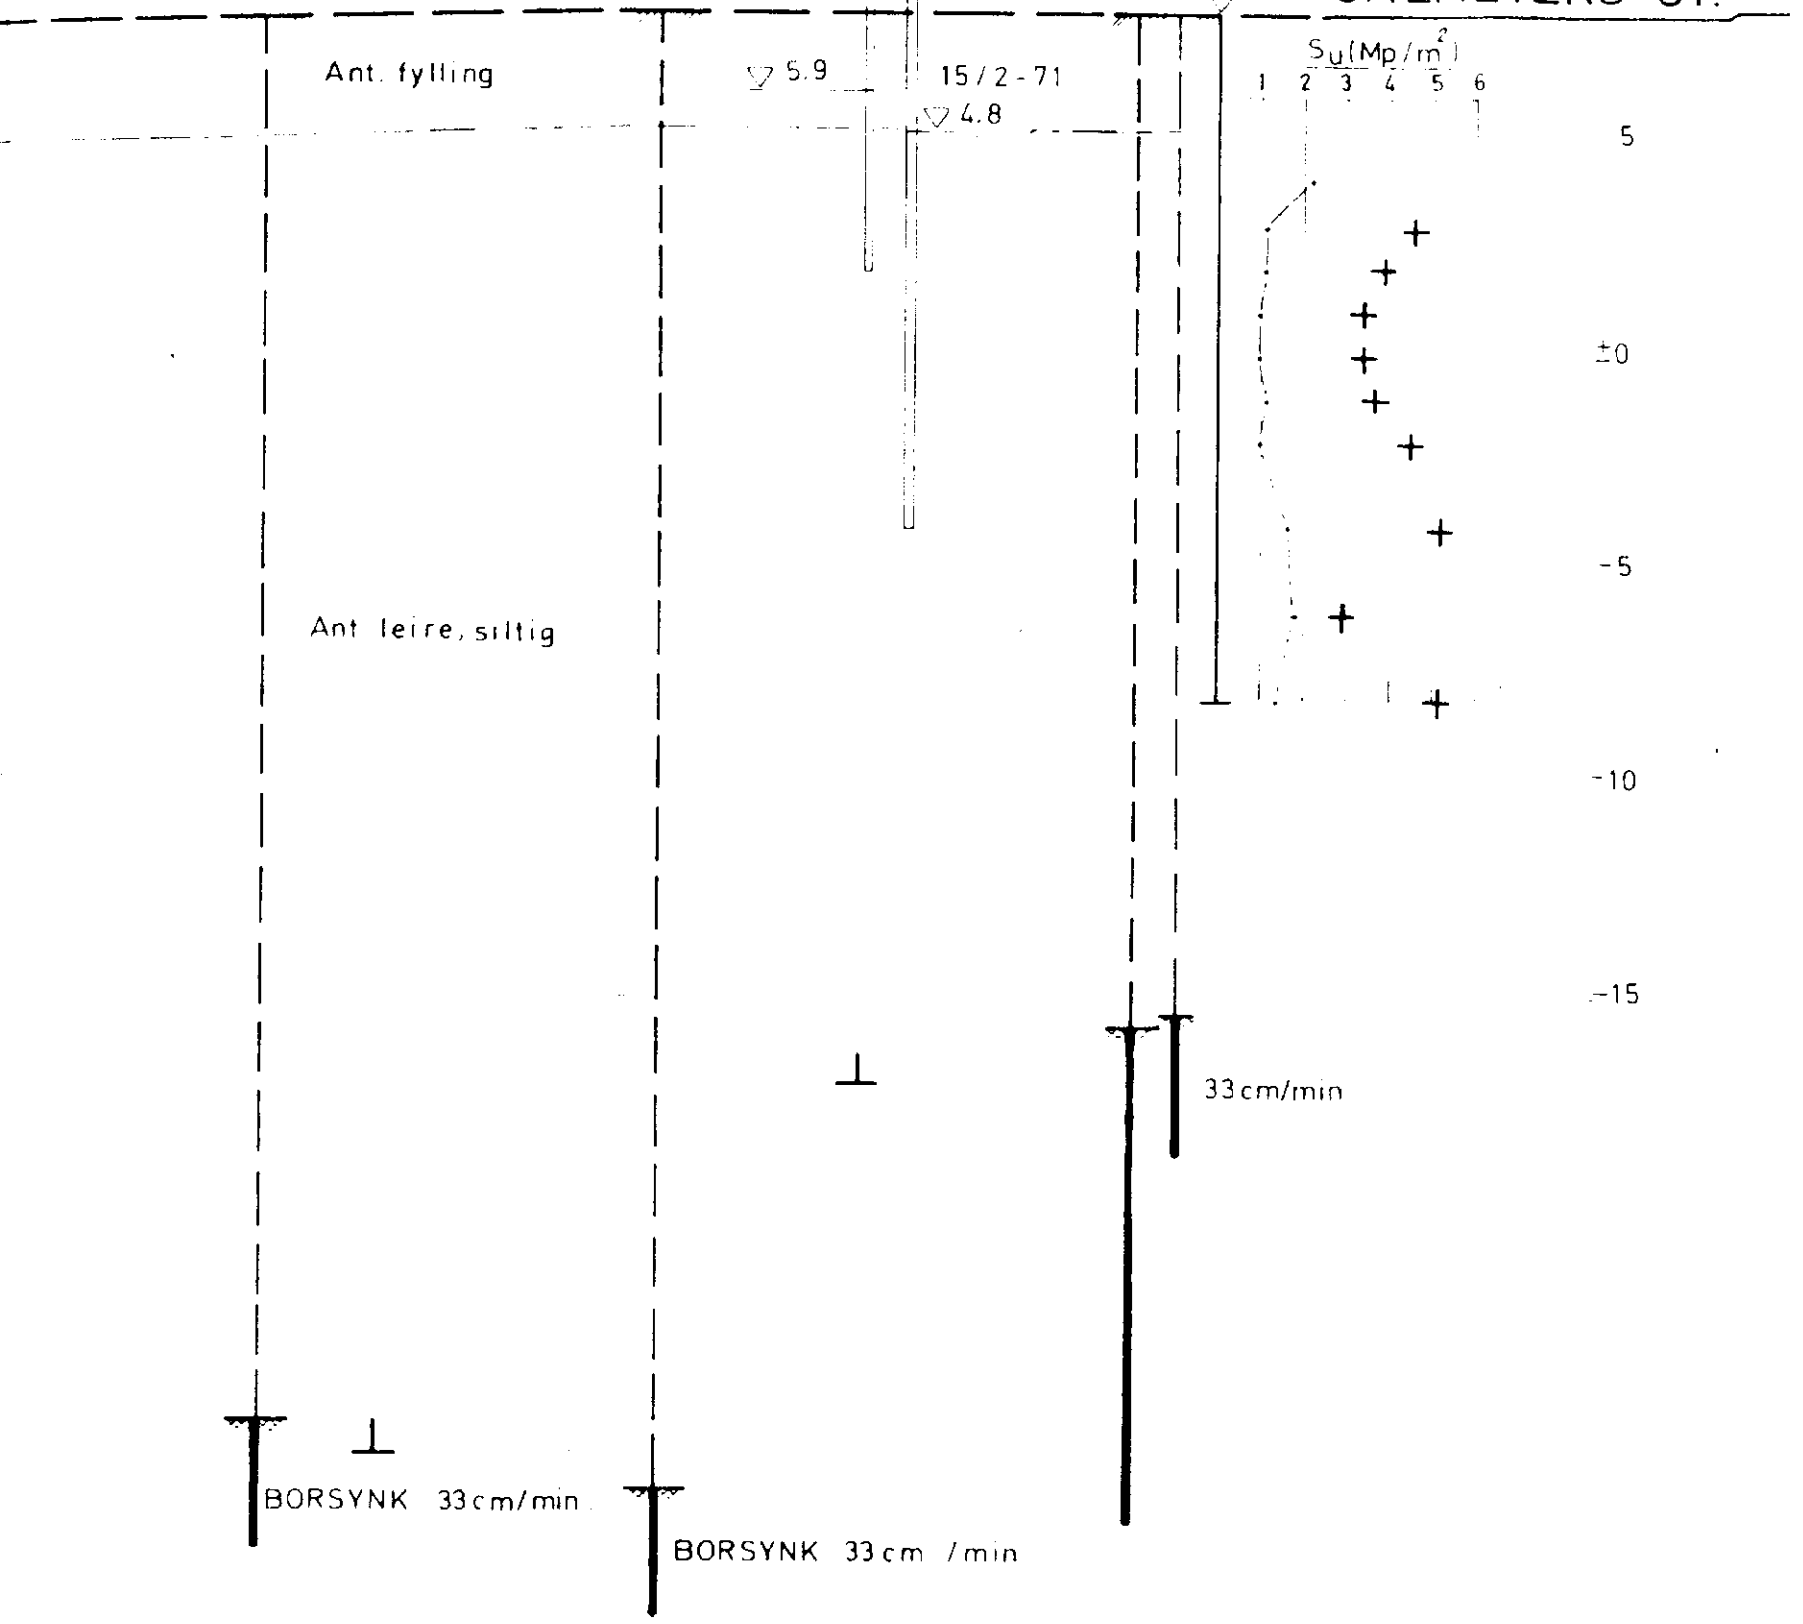 Ant. fylling
▽ 5.9
15/2-71
▽ 4.8
Su(Mp/m²)
1 2 3 4 5 6
5
±0
-5
Ant leire, siltig
-10
-15
33cm/min
BORSYNK 33cm/min.
BORSYNK 33cm /min